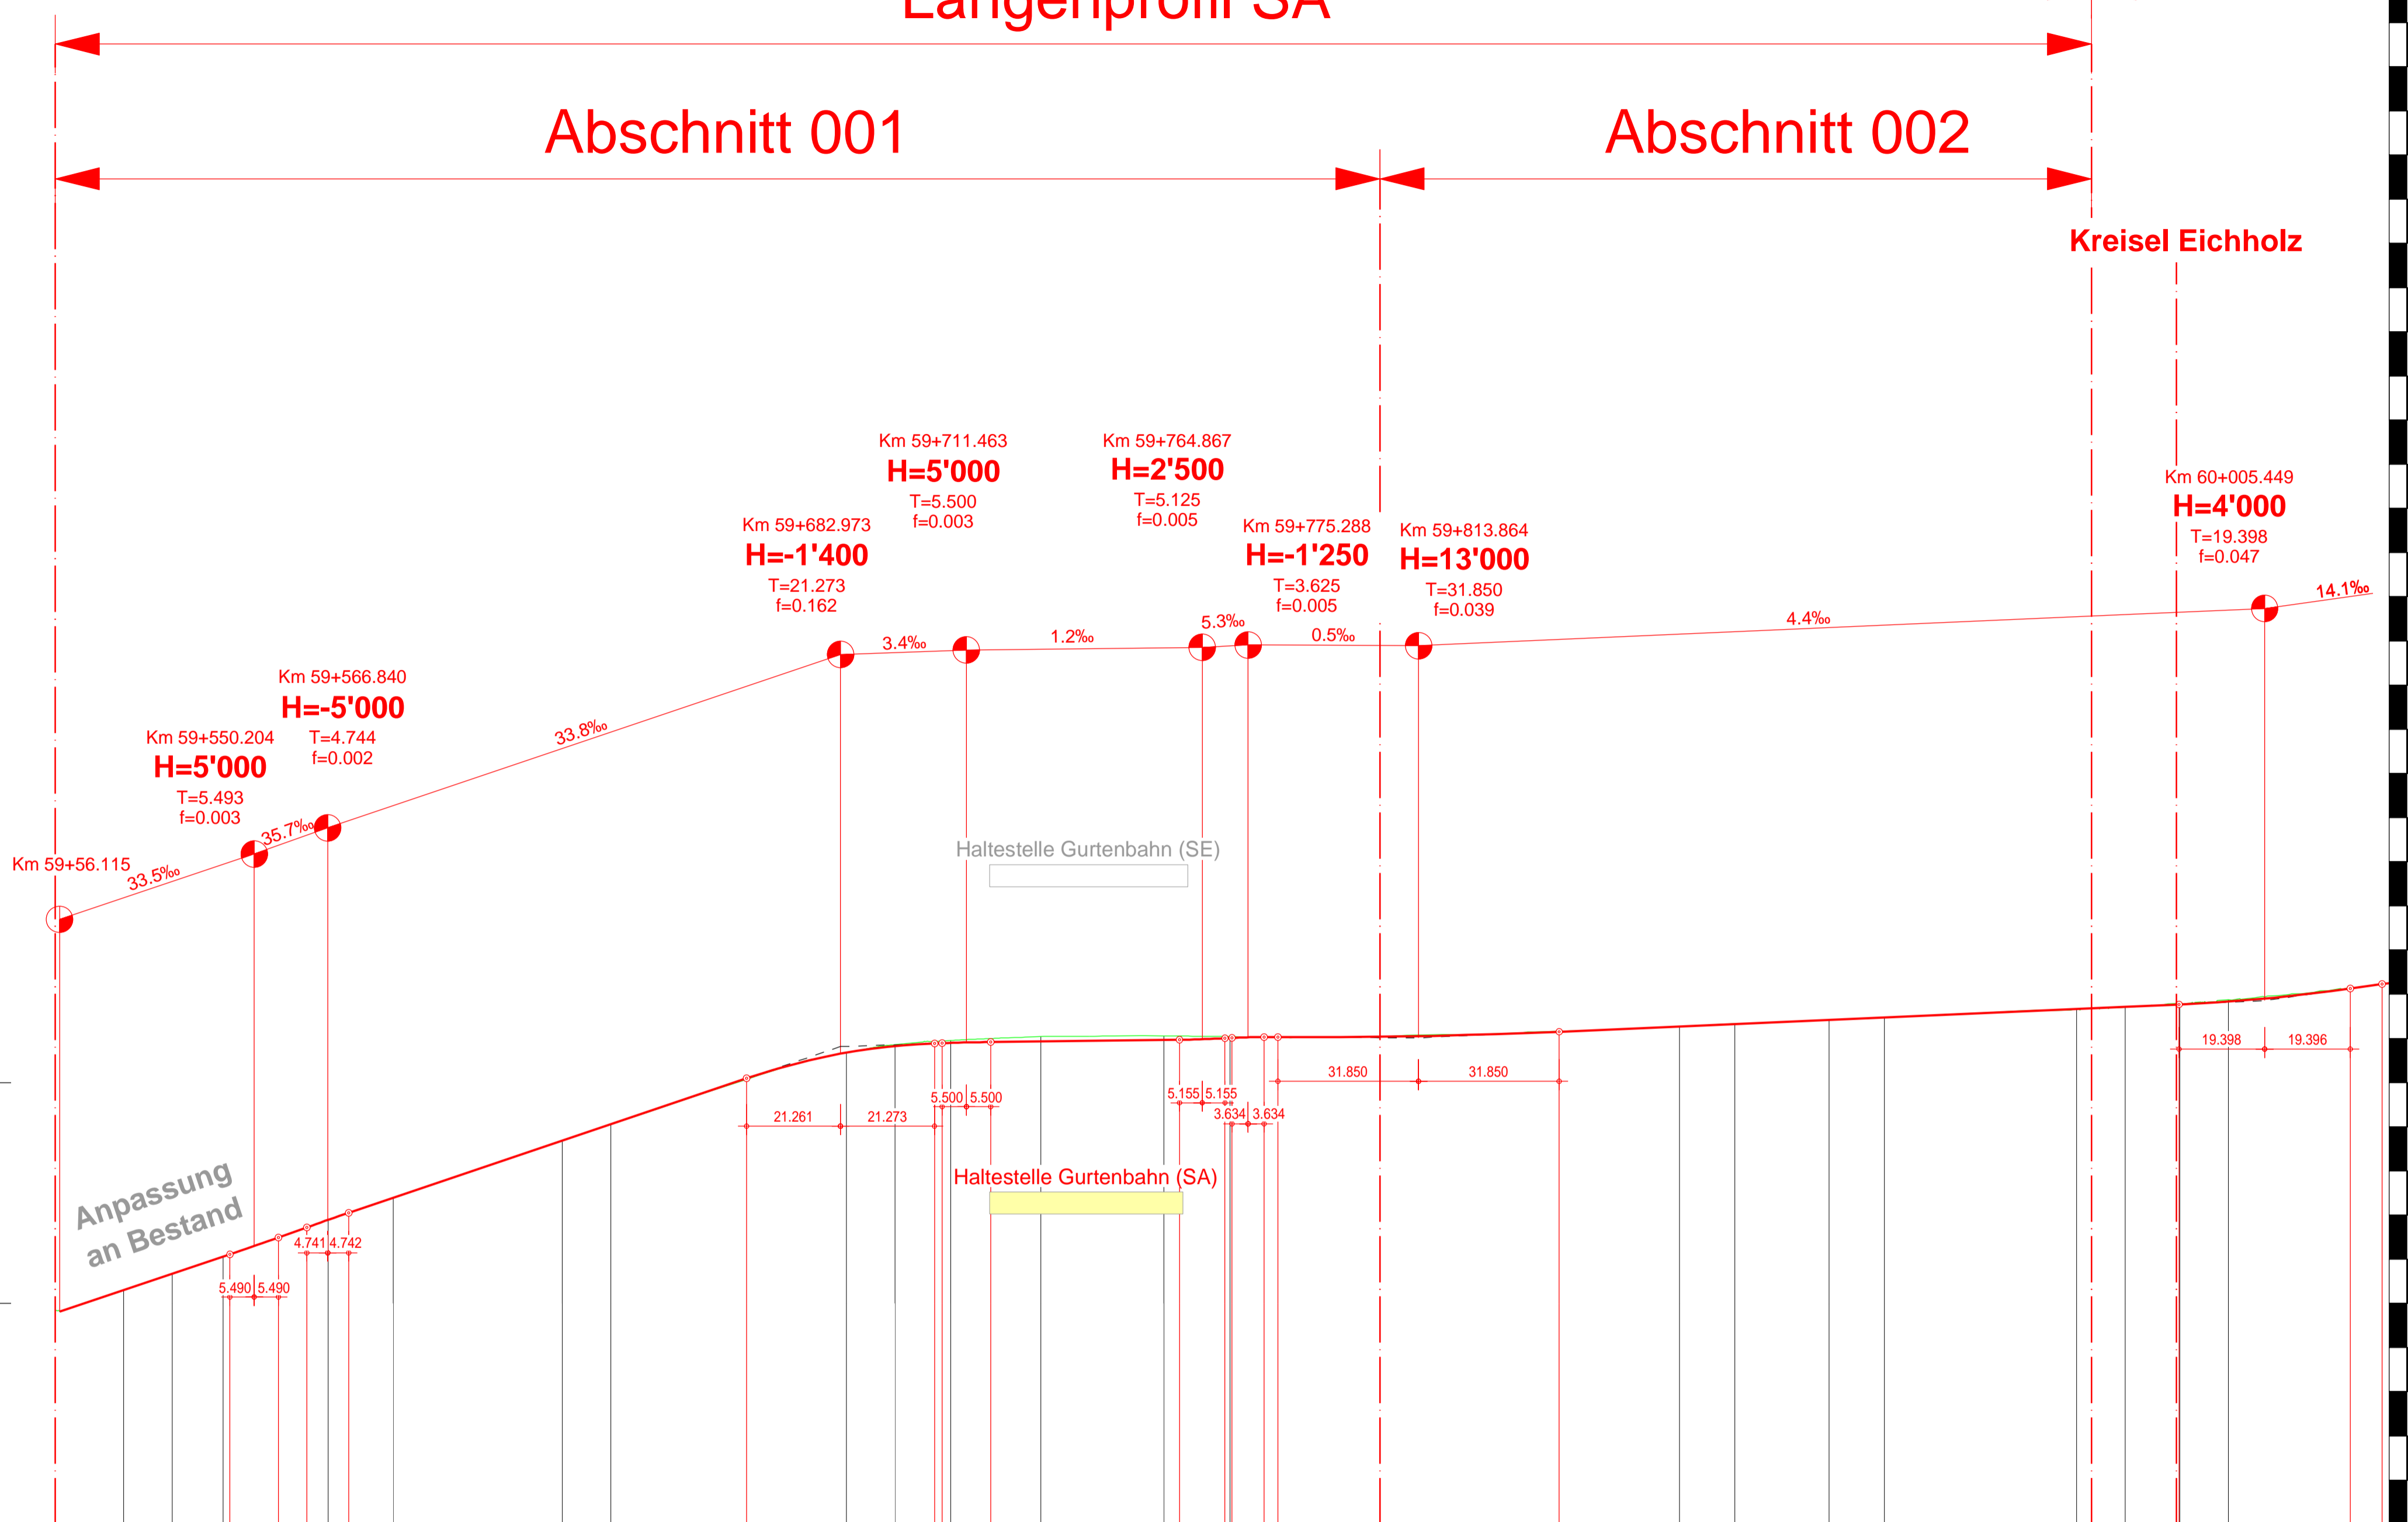 Längenprofil SA
Abschnitt 001
Abschnitt 002
Kreisel Eichholz
Km 59+711.463
H=5'000
T=5.500
f=0.003
Km 59+764.867
H=2'500
T=5.125
f=0.005
Km 60+005.449
H=4'000
T=19.398
f=0.047
Km 59+682.973
H=-1'400
T=21.273
f=0.162
Km 59+775.288
H=-1'250
T=3.625
f=0.005
Km 59+813.864
H=13'000
T=31.850
f=0.039
14.1‰
4.4‰
5.3‰
0.5‰
1.2‰
3.4‰
Km 59+566.840
H=-5'000
T=4.744
f=0.002
33.8‰
Km 59+550.204
H=5'000
T=5.493
f=0.003
35.7‰
Km 59+56.115
33.5‰
Haltestelle Gurtenbahn (SE)
19.398
19.396
31.850
31.850
5.500
5.500
5.155
5.155
3.634
3.634
21.261
21.273
Haltestelle Gurtenbahn (SA)
Anpassung
an Bestand
4.741
4.742
5.490
5.490